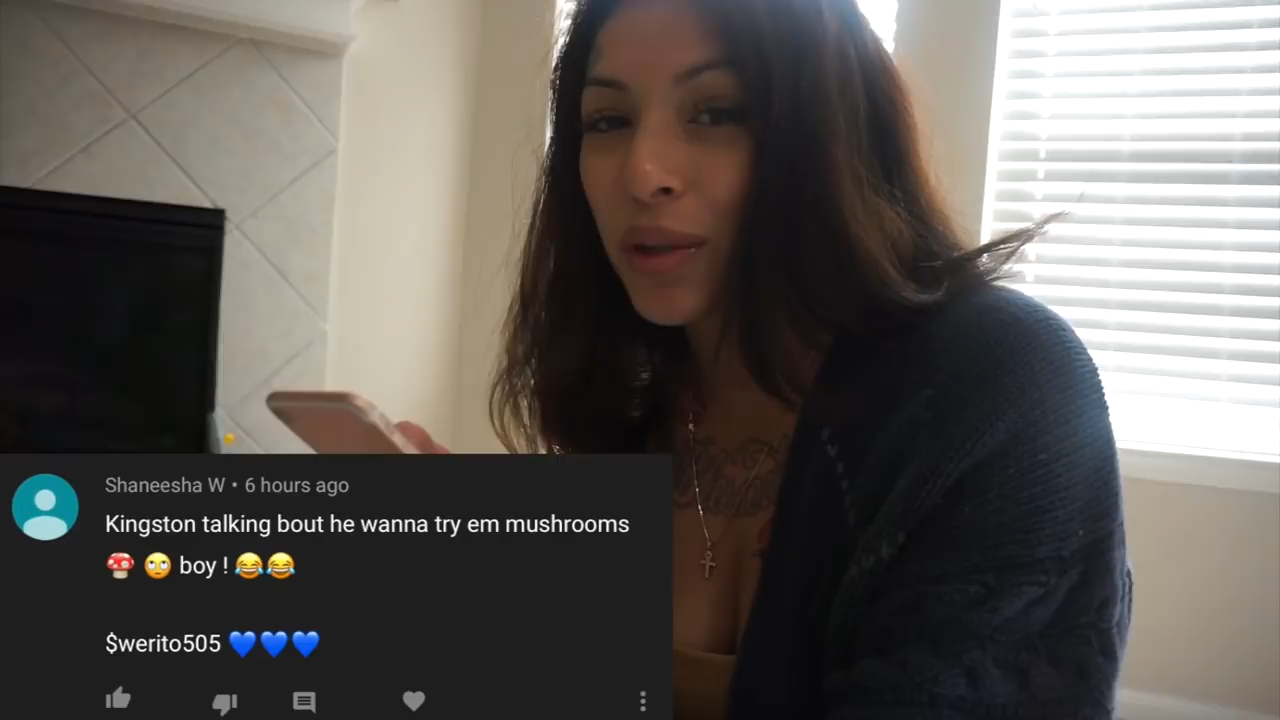 Shaneesha W • 6 hours ago
Kingston talking bout he wanna try em mushrooms
🍄 🙄 boy ! 😂😂
$werito505 💙💙💙